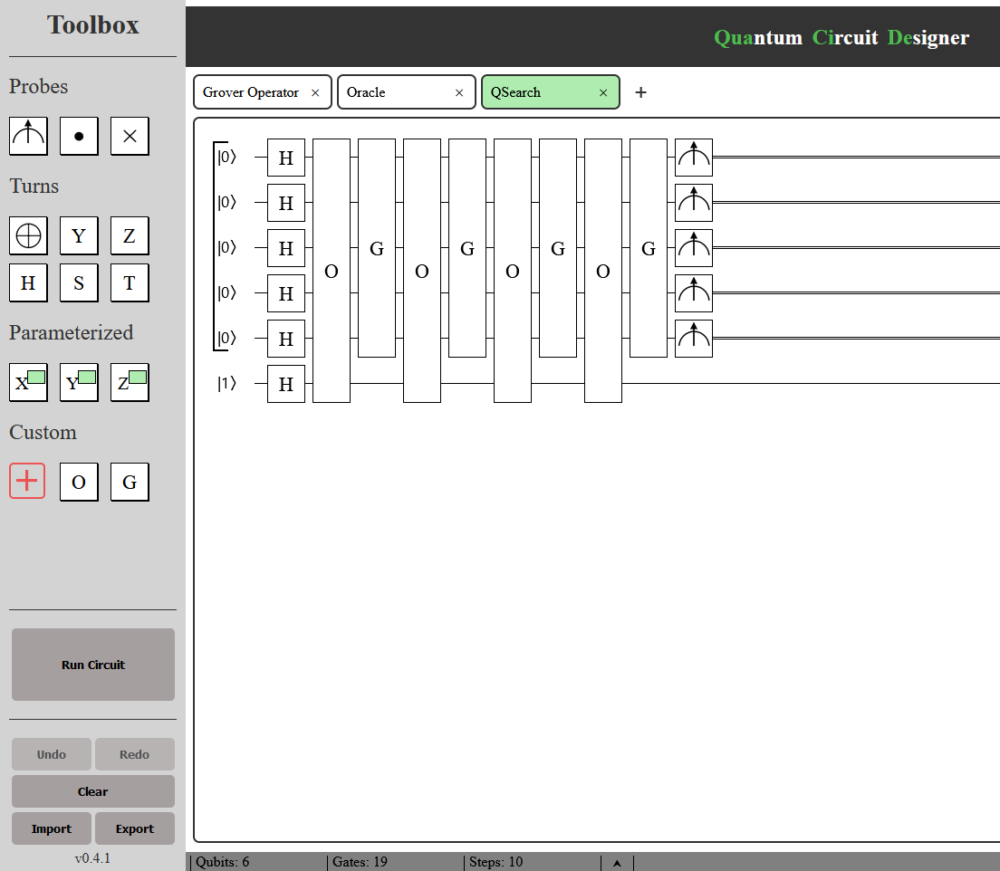 Toolbox
Probes
Turns
Y Z
H S T
Parameterized
X Y Z
Custom
O G
Run Circuit
Undo Redo
Clear
Import Export
v0.4.1
Quantum Circuit Designer
Grover Operator × Oracle × QSearch × +
|0⟩ H
|0⟩ H
|0⟩ H G G G G
O O O O
|0⟩ H
|0⟩ H
|1⟩ H
Qubits: 6 Gates: 19 Steps: 10